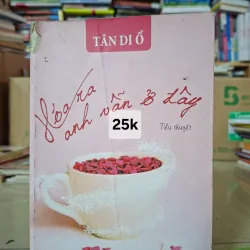 TÂN DI Ổ
Hóa ra
anh vẫn ở đây
25k
Tiểu thuyết